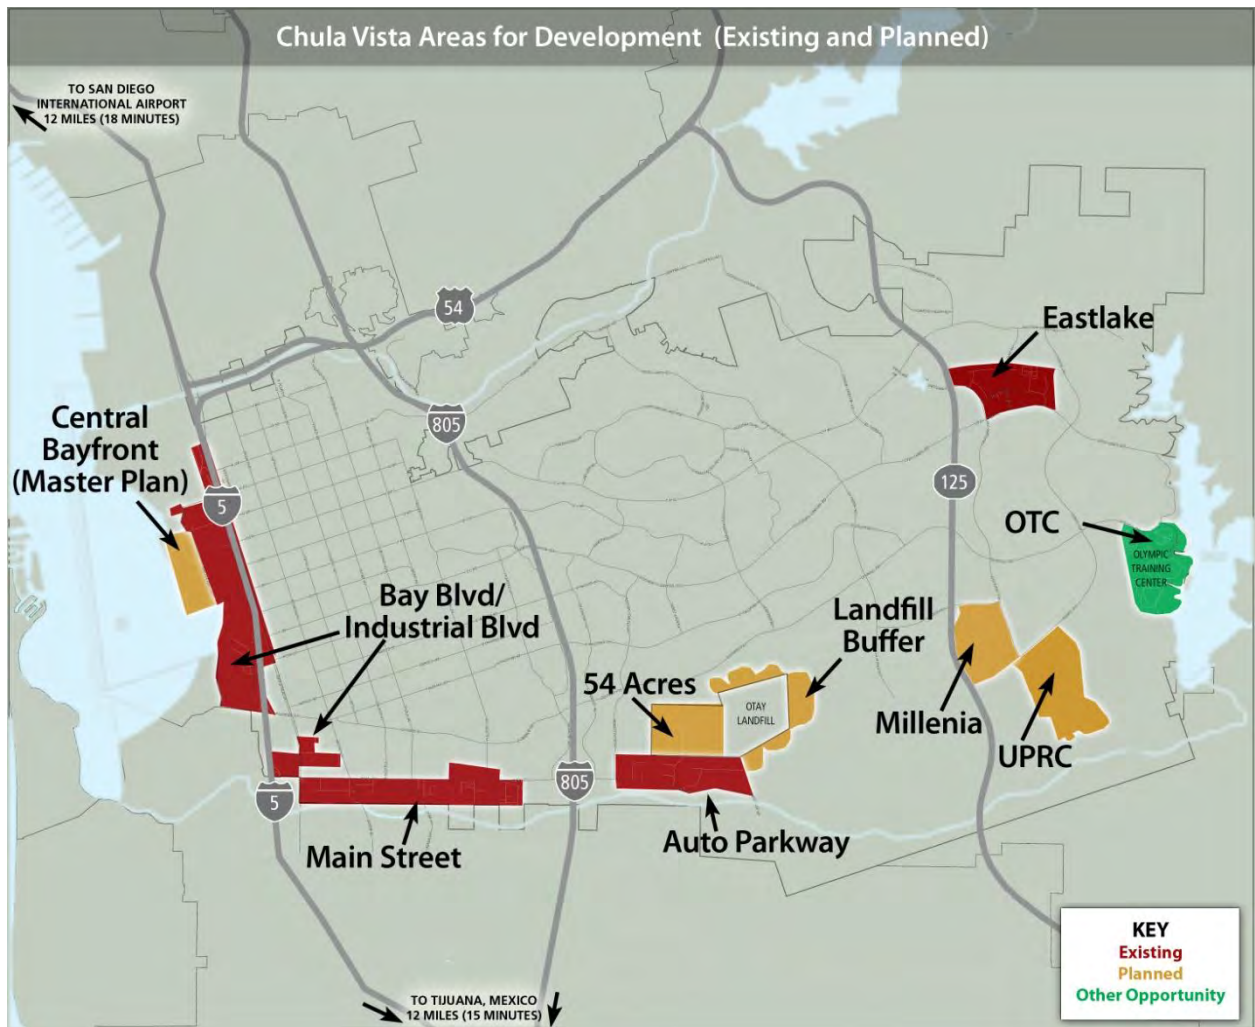 Chula Vista Areas for Development (Existing and Planned)
TO SAN DIEGO
INTERNATIONAL AIRPORT
12 MILES (18 MINUTES)
54
Eastlake
805
Central
Bayfront
(Master Plan)
5
125
OTC
OLYMPIC
TRAINING
CENTER
Bay Blvd/
Industrial Blvd
Landfill
Buffer
54 Acres
OTAY
LANDFILL
Millenia
UPRC
805
5
Main Street
Auto Parkway
KEY
Existing
Planned
Other Opportunity
TO TIJUANA, MEXICO
12 MILES (15 MINUTES)